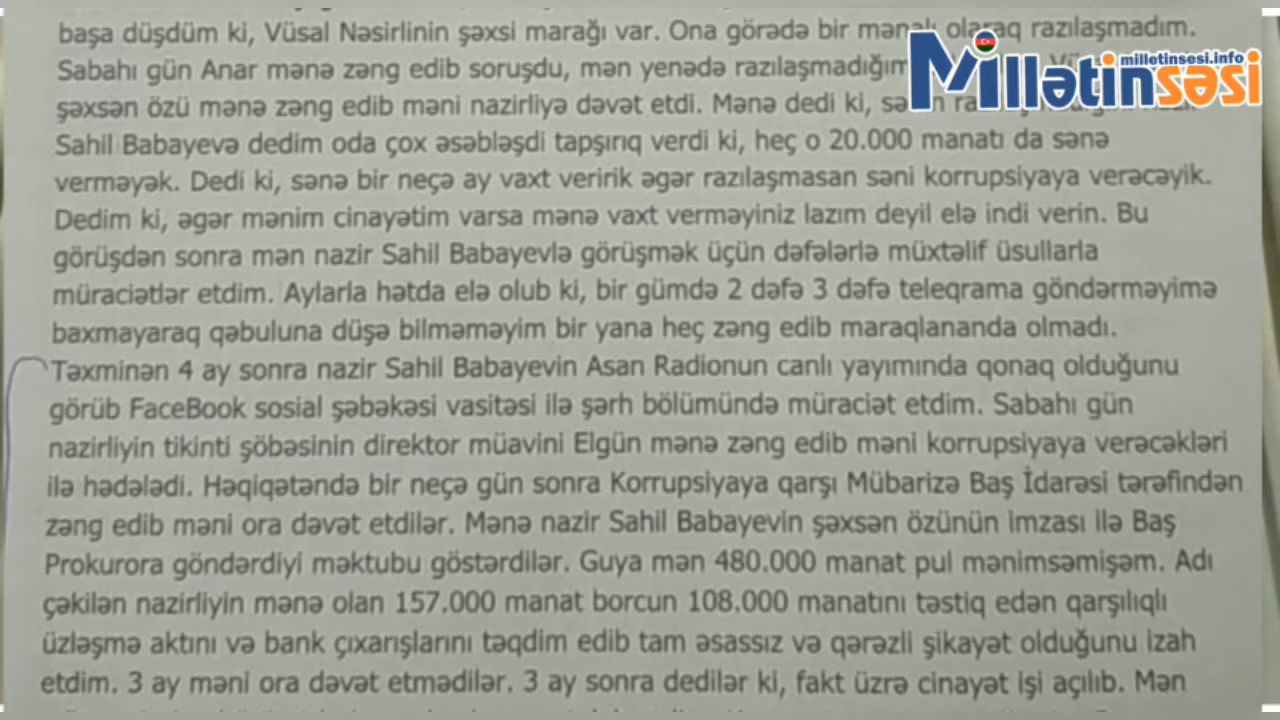 başa düşdüm ki, Vüsal Nəsirlinin şəxsi marağı var. Ona görədə bir mənalı olaraq razılaşmadım.
Sabahı gün Anar mənə zəng edib soruşdu, mən yenədə razılaşmadığım
şəxsən özü mənə zəng edib məni nazirliyə dəvət etdi. Mənə dedi ki,
Sahil Babayevə dedim oda çox əsəbləşdi tapşırıq verdi ki, heç o 20.000 manatı da sənə
verməyək. Dedi ki, sənə bir neçə ay vaxt veririk əgər razılaşmasan səni korrupsiyaya verəcəyik.
Dedim ki, əgər mənim cinayətim varsa mənə vaxt verməyiniz lazım deyil elə indi verin. Bu
görüşdən sonra mən nazir Sahil Babayevlə görüşmək üçün dəfələrlə müxtəlif üsullarla
müraciətlər etdim. Aylarla hətda elə olub ki, bir gümdə 2 dəfə 3 dəfə teleqrama göndərməyimə
baxmayaraq qəbuluna düşə bilməməyim bir yana heç zəng edib maraqlananda olmadı.
Təxminən 4 ay sonra nazir Sahil Babayevin Asan Radionun canlı yayımında qonaq olduğunu
görüb FaceBook sosial şəbəkəsi vasitəsi ilə şərh bölümündə müraciət etdim. Sabahı gün
nazirliyin tikinti şöbəsinin direktor müavini Elgün mənə zəng edib məni korrupsiyaya verəcəkləri
ilə hədələdi. Həqiqətəndə bir neçə gün sonra Korrupsiyaya qarşı Mübarizə Baş İdarəsi tərəfindən
zəng edib məni ora dəvət etdilər. Mənə nazir Sahil Babayevin şəxsən özünün imzası ilə Baş
Prokurora göndərdiyi məktubu göstərdilər. Guya mən 480.000 manat pul mənimsəmişəm. Adı
çəkilən nazirliyin mənə olan 157.000 manat borcun 108.000 manatını təstiq edən qarşılıqlı
üzləşmə aktını və bank çıxarışlarını təqdim edib tam əsassız və qərəzli şikayət olduğunu izah
etdim. 3 ay məni ora dəvət etmədilər. 3 ay sonra dedilər ki, fakt üzrə cinayət işi açılıb. Mən
milletinsesi.info
Millətinsəsi